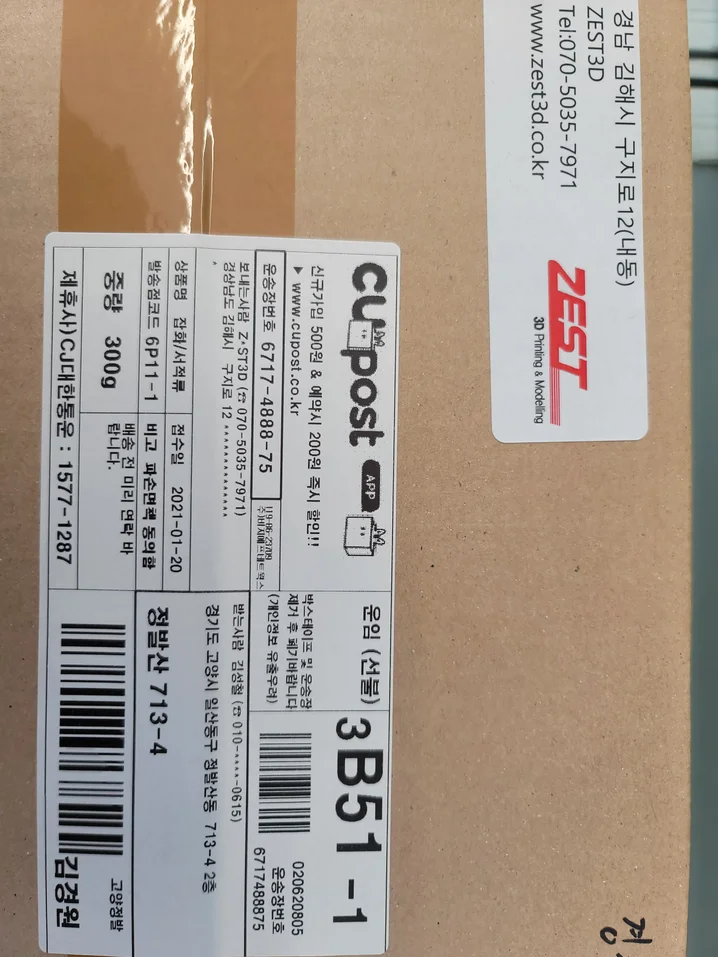 경남 김해시 구지로12(내동)
ZEST3D
Tel:070-5035-7971
www.zest3d.co.kr
ZEST
3D Printing & Modelling
CUpost APP
신규가입 500원 & 예약시 200원 즉시 할인!!
▶ www.cupost.co.kr
운송장번호 6717-4888-75
보내는사람 Z*ST3D (☎ 070-5035-7971)
경상남도 김해시 구지로 12 **************
*
상품명 잡화/서적류
접수일 2021-01-20
발송점코드 6P11-1
비고 파손면책 동의함
중량 300g
배송 전 미리 연락 바
랍니다.
제휴사)CJ대한통운 : 1577-1287
운임 (선불)
3B51-1
박스테이프 및 운송장
제거 후 폐기바랍니다
(개인정보 유출우려)
020620805
운송장번호
6717488875
받는사람 김성철 (☎ 010-****-0615)
경기도 고양시 일산동구 정발산동 713-4 2층
정발산 713-4
고양정발
김경원